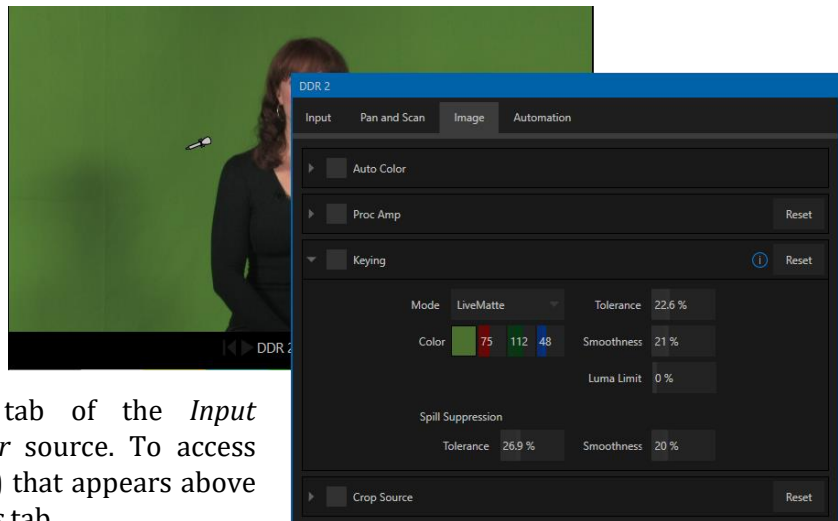 DDR 2
Input Pan and Scan Image Automation
Auto Color
Proc Amp Reset
Keying Reset
Mode LiveMatte Tolerance 22.6 %
Color 75 112 48 Smoothness 21 %
Luma Limit 0 %
Spill Suppression
Tolerance 26.9 % Smoothness 20 %
Crop Source Reset
DDR 2
tab of the Input
source. To access
) that appears above
tab